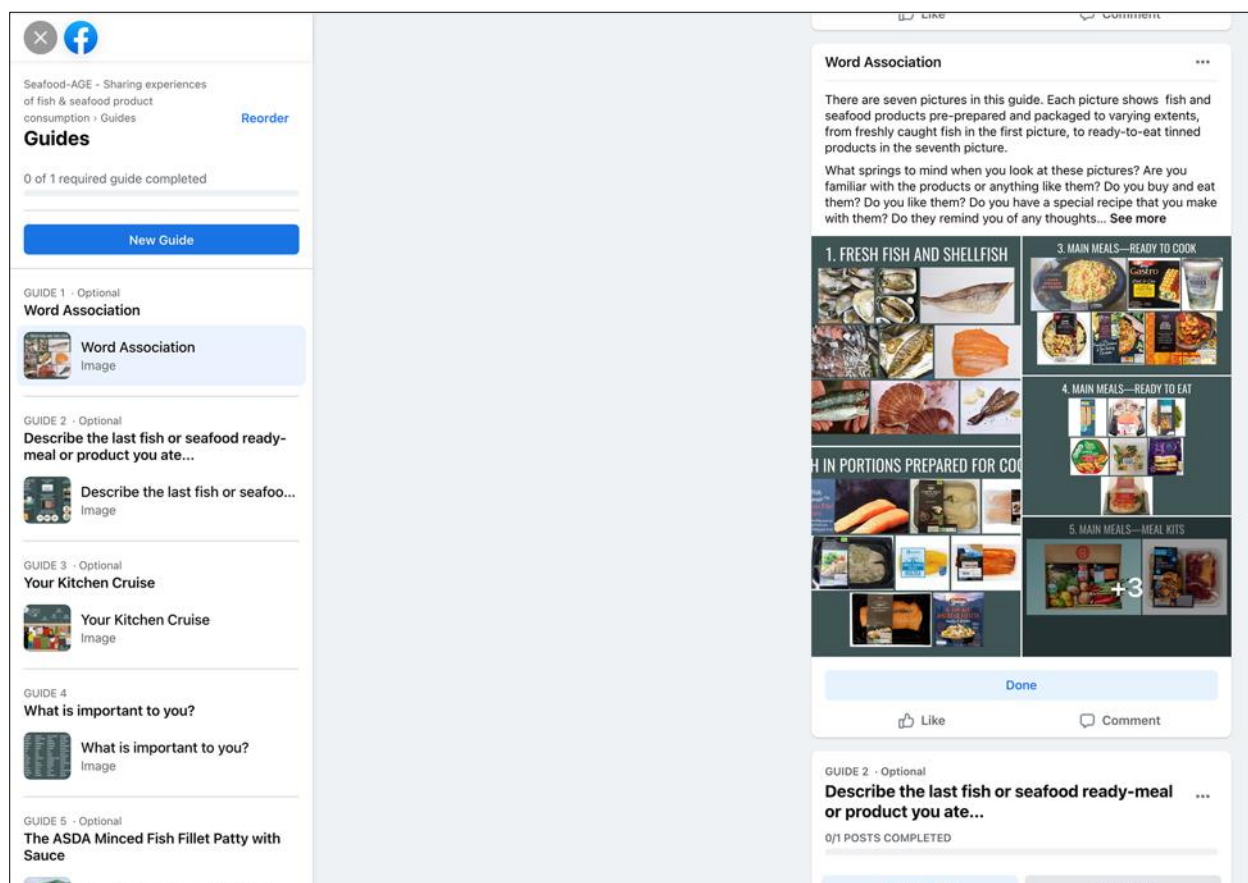 Seafood-AGE - Sharing experiences
of fish & seafood product
consumption › Guides
Reorder
Guides
0 of 1 required guide completed
New Guide
GUIDE 1 · Optional
Word Association
Word Association
Image
GUIDE 2 · Optional
Describe the last fish or seafood ready-
meal or product you ate...
Describe the last fish or seafoo...
Image
GUIDE 3 · Optional
Your Kitchen Cruise
Your Kitchen Cruise
Image
GUIDE 4
What is important to you?
What is important to you?
Image
GUIDE 5 · Optional
The ASDA Minced Fish Fillet Patty with
Sauce
Like
Comment
Word Association
There are seven pictures in this guide. Each picture shows fish and
seafood products pre-prepared and packaged to varying extents,
from freshly caught fish in the first picture, to ready-to-eat tinned
products in the seventh picture.
What springs to mind when you look at these pictures? Are you
familiar with the products or anything like them? Do you buy and eat
them? Do you like them? Do you have a special recipe that you make
with them? Do they remind you of any thoughts... See more
1. FRESH FISH AND SHELLFISH
3. MAIN MEALS—READY TO COOK
Gastro
4. MAIN MEALS—READY TO EAT
H IN PORTIONS PREPARED FOR COO
5. MAIN MEALS—MEAL KITS
+3
Done
Like
Comment
GUIDE 2 · Optional
Describe the last fish or seafood ready-meal
or product you ate...
0/1 POSTS COMPLETED